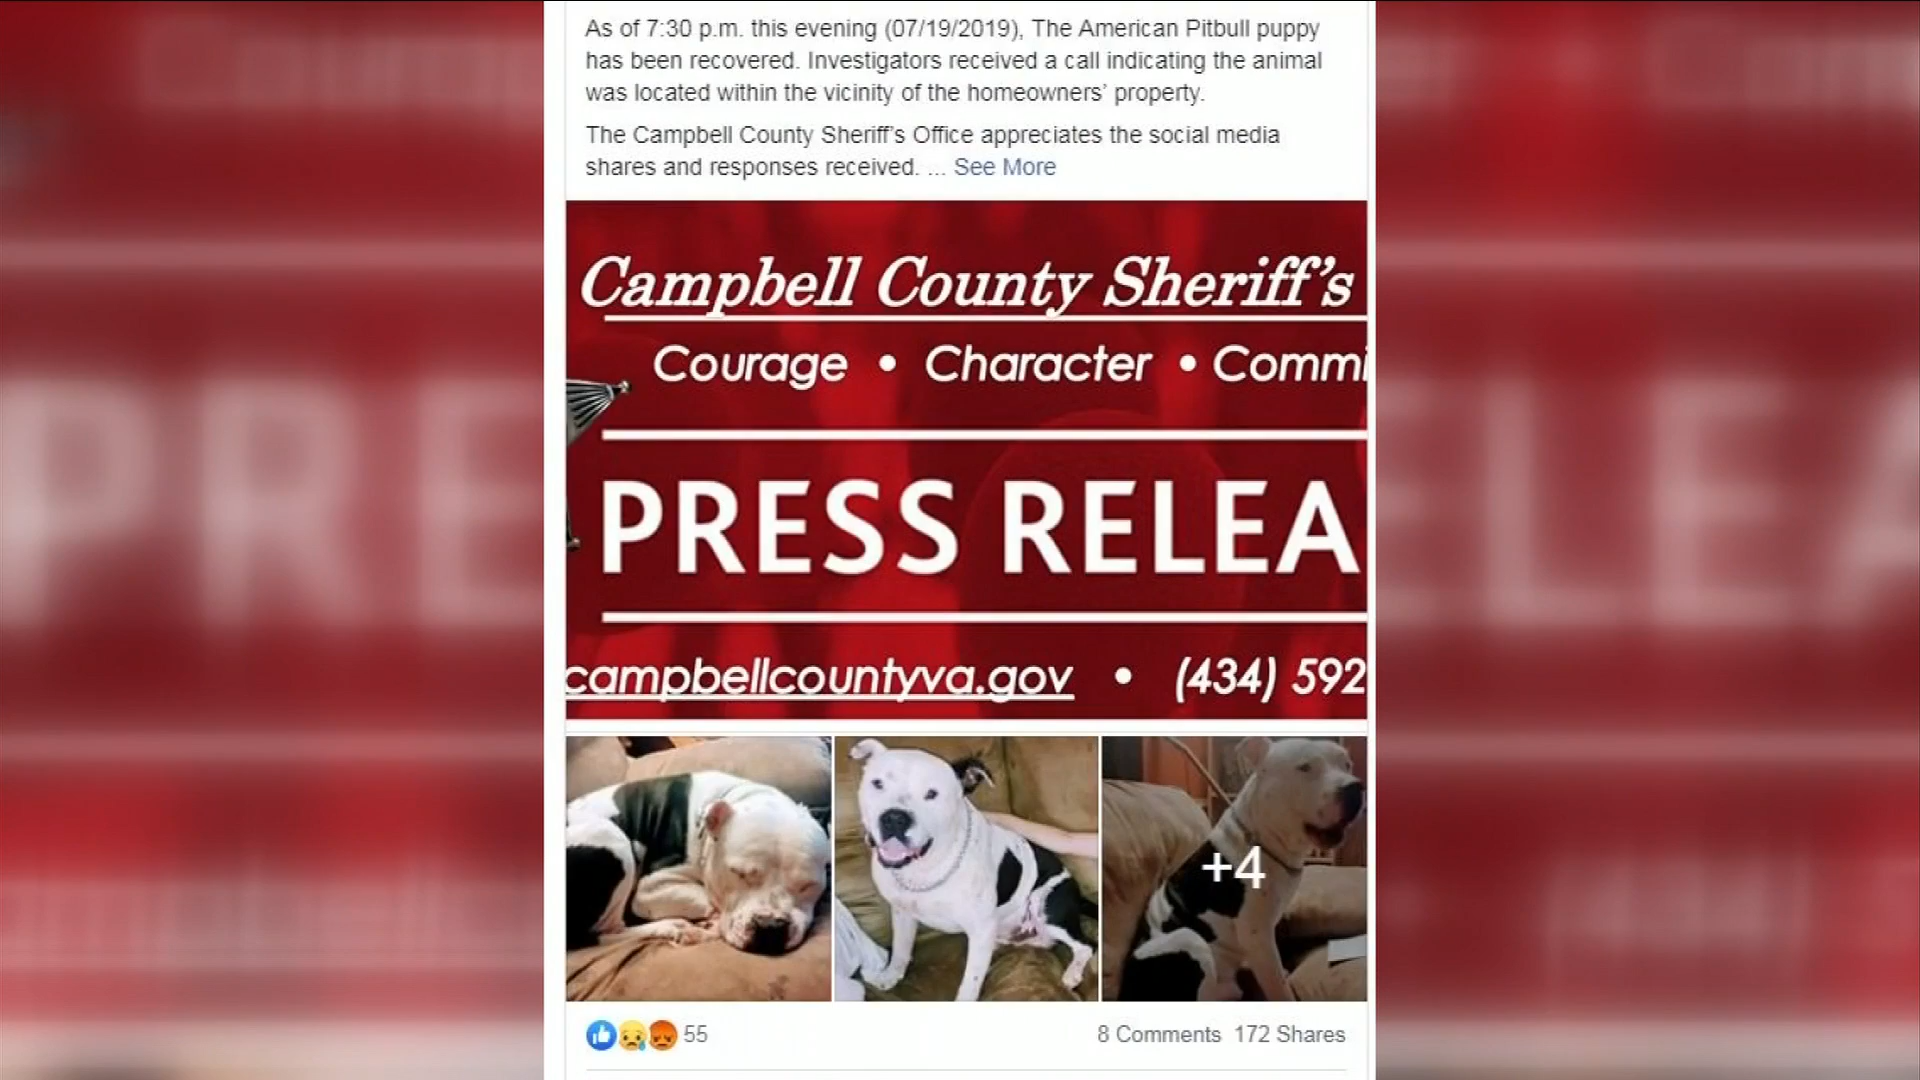 As of 7:30 p.m. this evening (07/19/2019), The American Pitbull puppy
has been recovered. Investigators received a call indicating the animal
was located within the vicinity of the homeowners' property.
The Campbell County Sheriff's Office appreciates the social media
shares and responses received. ... See More
Campbell County Sheriff's
Courage • Character • Commi
PRESS RELEA
campbellcountyva.gov • (434) 592
+4
55
8 Comments 172 Shares